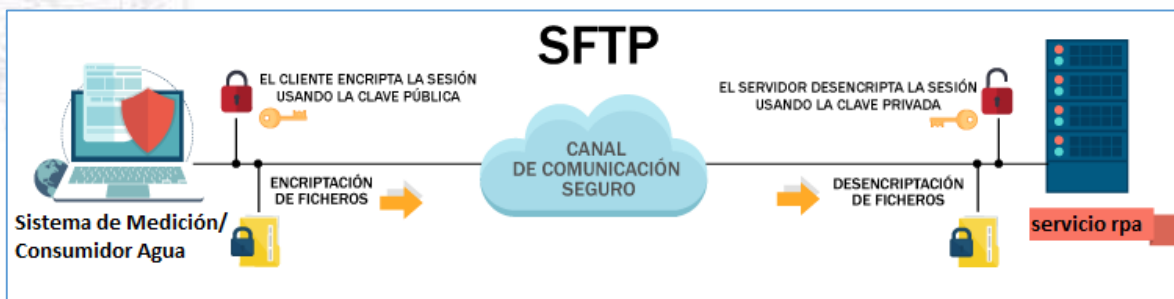 SFTP
EL CLIENTE ENCRIPTA LA SESIÓN
USANDO LA CLAVE PÚBLICA
EL SERVIDOR DESENCRIPTA LA SESIÓN
USANDO LA CLAVE PRIVADA
CANAL
DE COMUNICACIÓN
SEGURO
ENCRIPTACIÓN
DE FICHEROS
DESENCRIPTACIÓN
DE FICHEROS
Sistema de Medición/
Consumidor Agua
servicio rpa